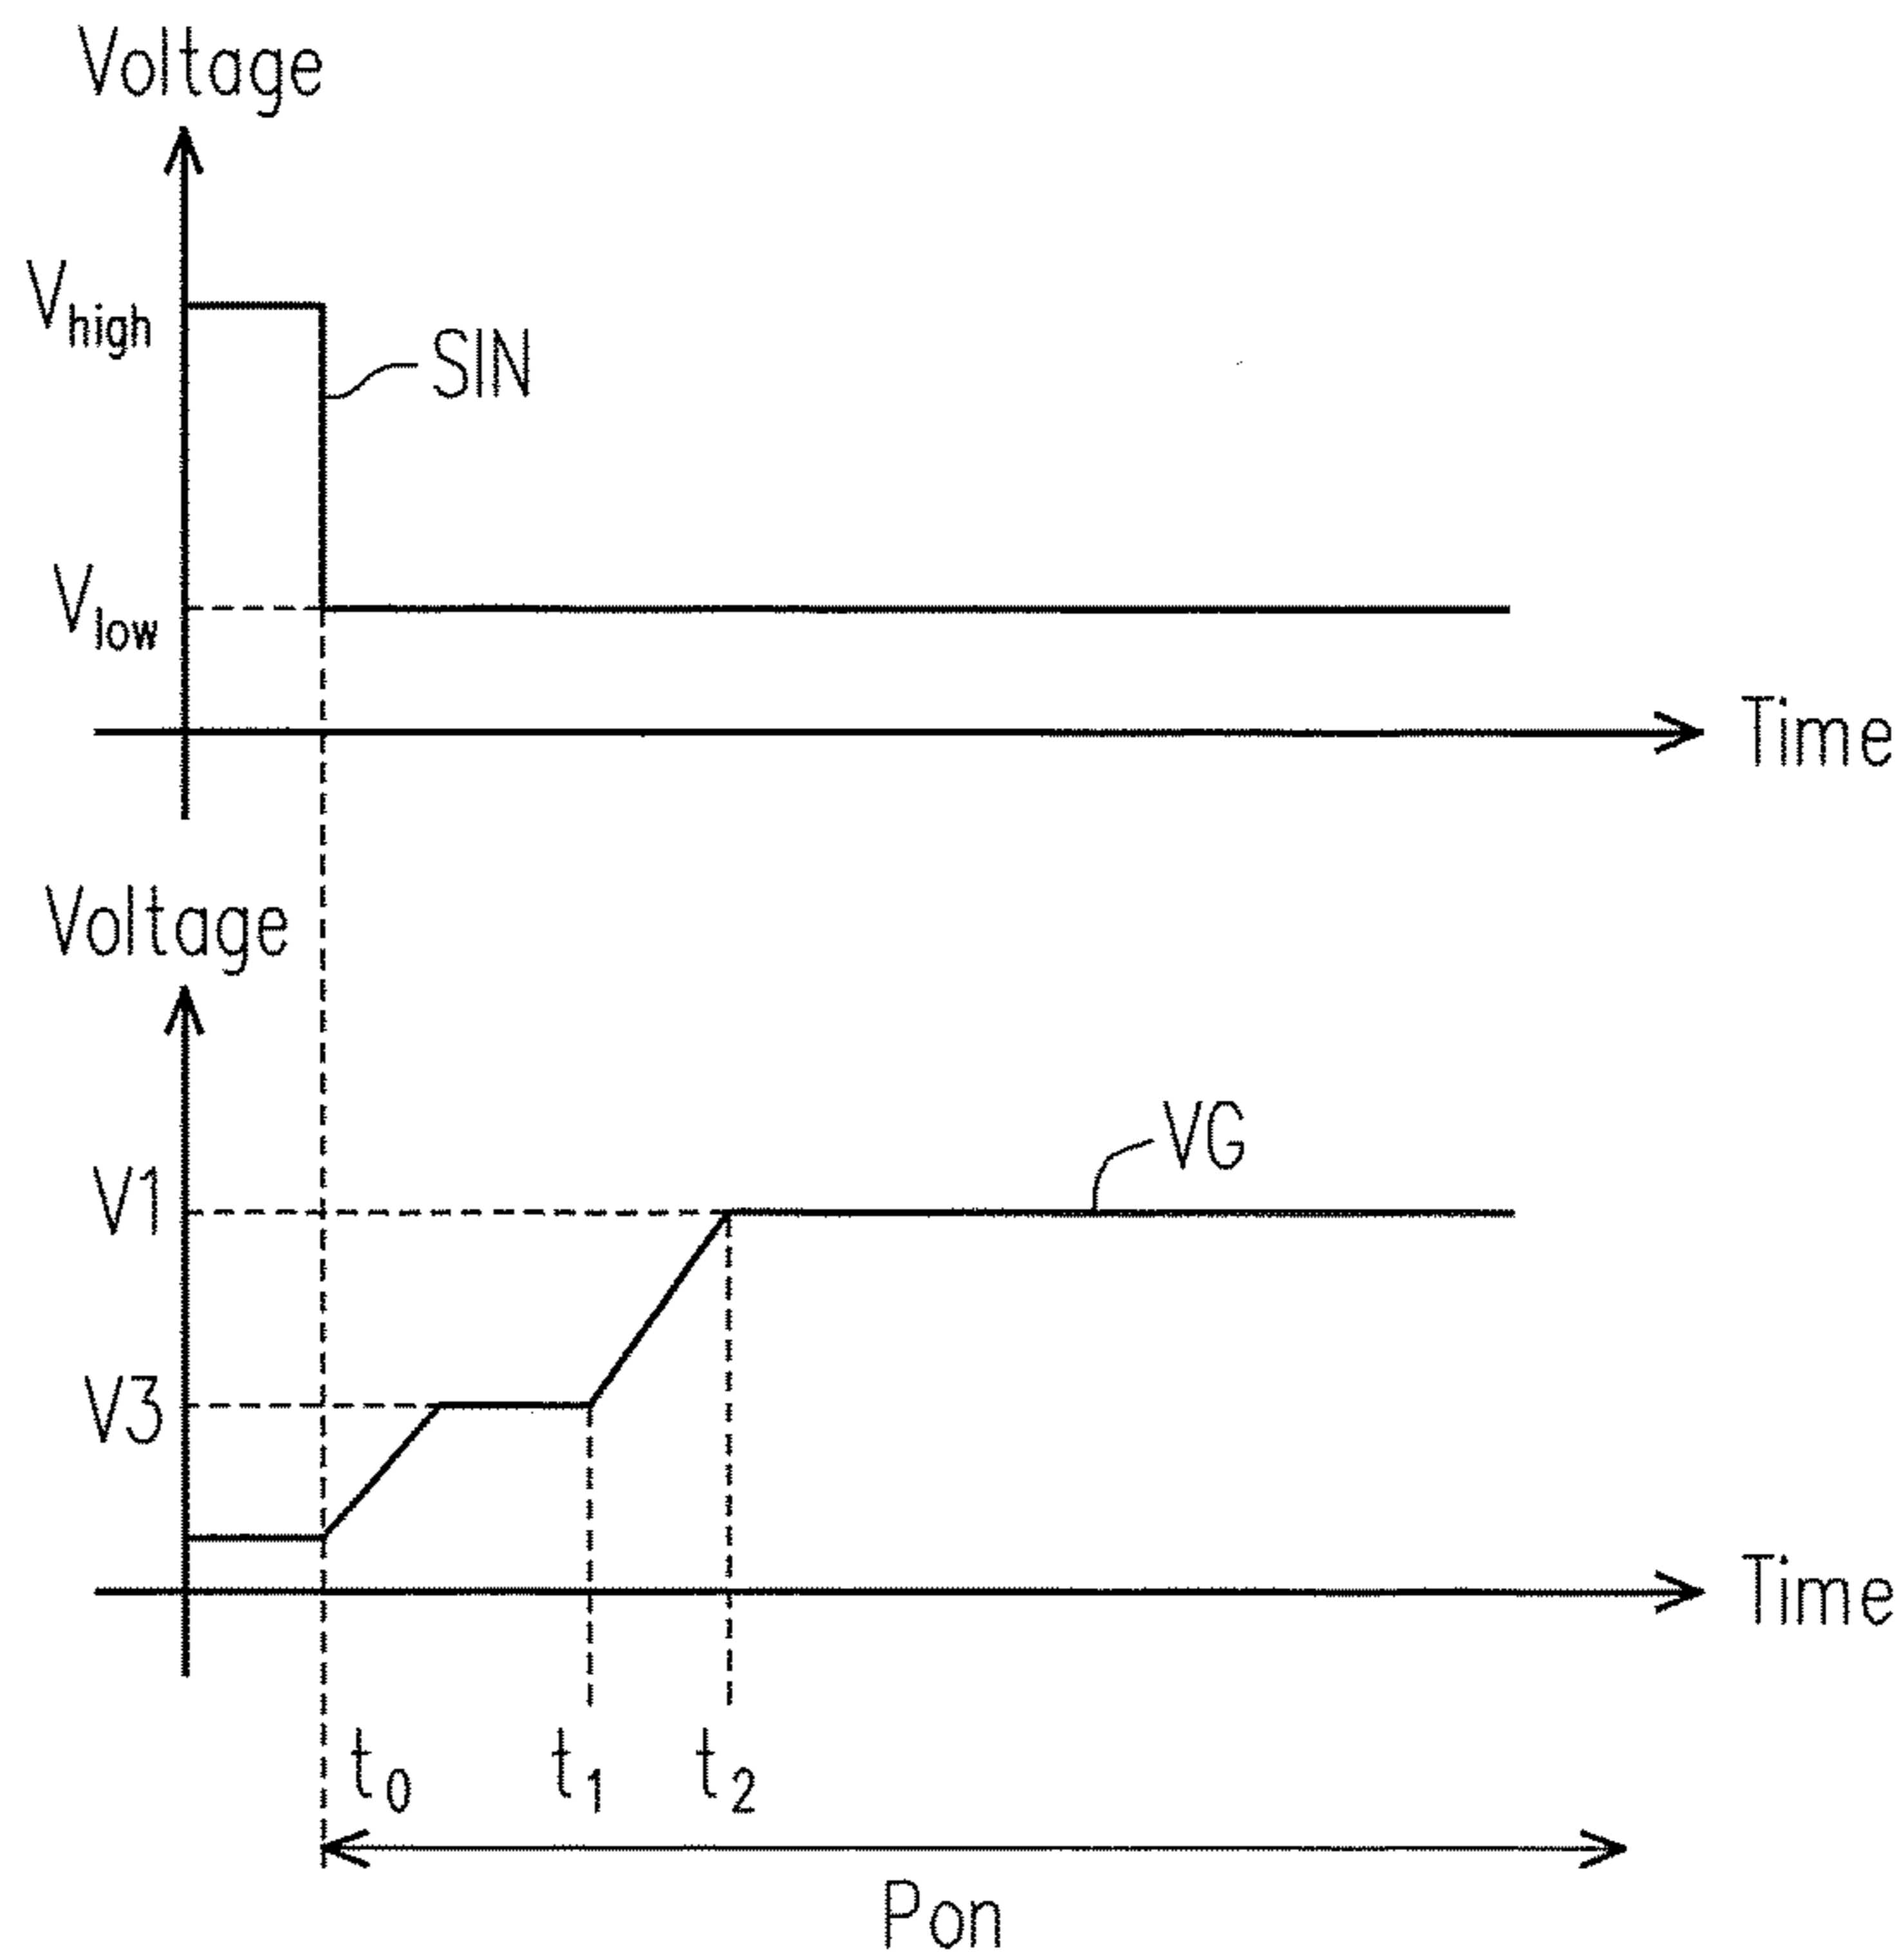 Voltage
Vhigh
SIN
Vlow
Time
Voltage
VG
V1
V3
Time
t0 t1 t2
Pon